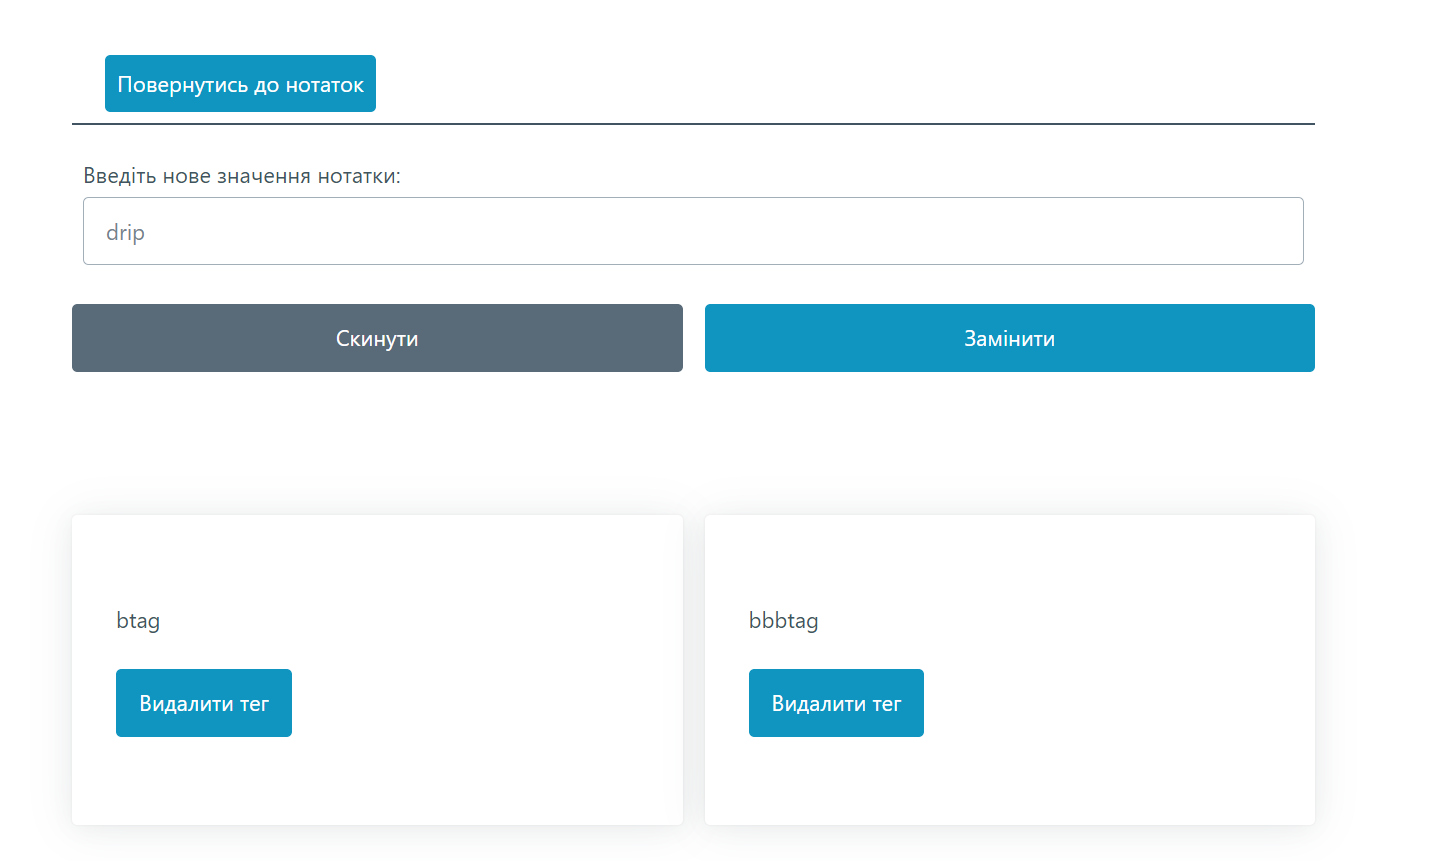 Повернутись до нотаток
Введіть нове значення нотатки:
drip
Скинути
Замінити
btag
bbbtag
Видалити тег
Видалити тег